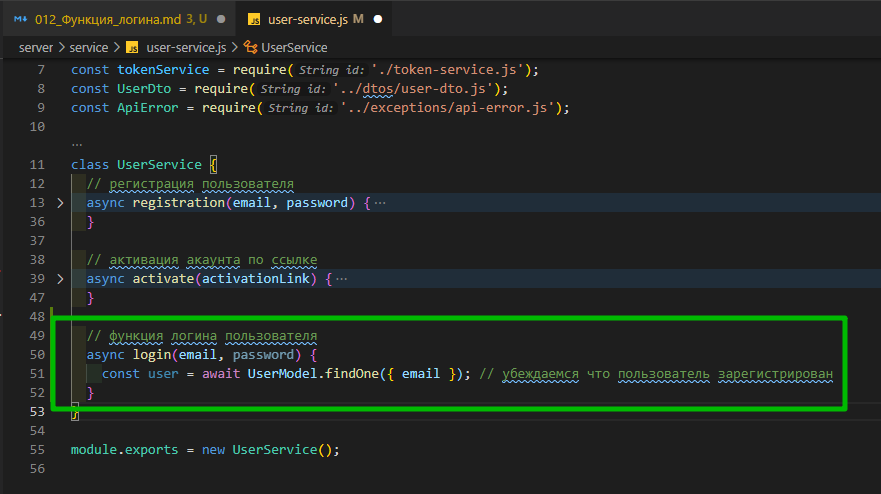 012_Функция_логина.md 3, U
user-service.js M
server > service > user-service.js > UserService
7 const tokenService = require(String id: './token-service.js');
8 const UserDto = require(String id: '../dtos/user-dto.js');
9 const ApiError = require(String id: '../exceptions/api-error.js');
10
...
11 class UserService {
12 // регистрация пользователя
13 async registration(email, password) {...
36 }
37
38 // активация акаунта по ссылке
39 async activate(activationLink) {...
47 }
48
49 // функция логина пользователя
50 async login(email, password) {
51 const user = await UserModel.findOne({ email }); // убеждаемся что пользователь зарегистрирован
52 }
53 }
54
55 module.exports = new UserService();
56